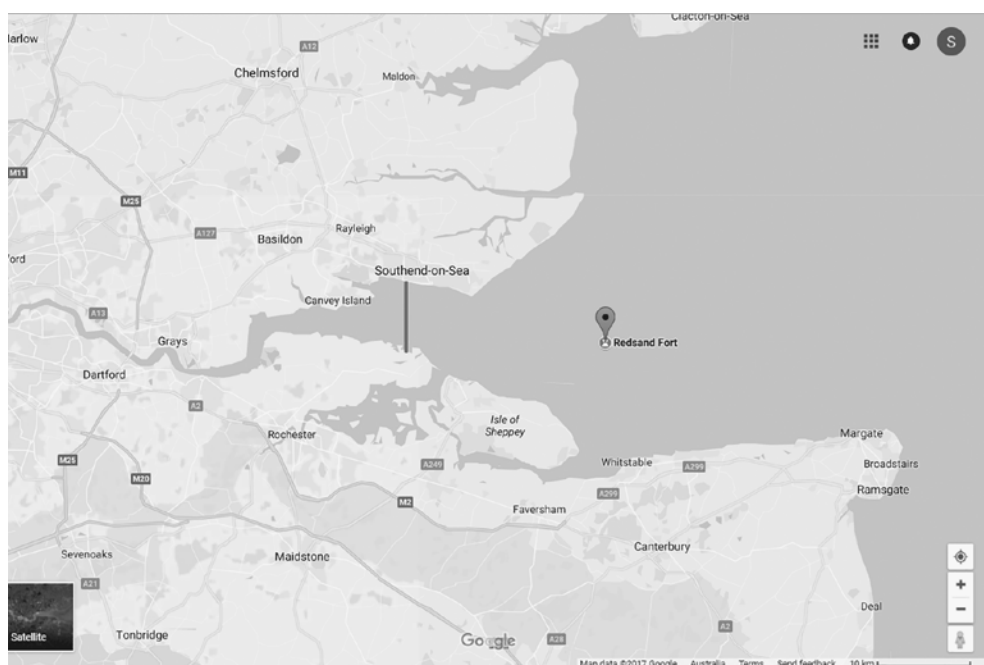 Clacton-on-Sea
arlow
A12
S
Chelmsford
Maldon
M11
M25
A127
Rayleigh
Basildon
ord
Southend-on-Sea
Canvey Island
A13
Grays
Redsand Fort
Dartford
A2
Isle of
Sheppey
Rochester
Margate
M25
A249
Whitstable
A299
Broadstairs
M20
Ramsgate
A299
M2
Faversham
Canterbury
Sevenoaks
Maidstone
A21
Deal
Satellite
Tonbridge
Google
A28
A2
Map data ©2017 Google Australia Terms Send feedback 10 km